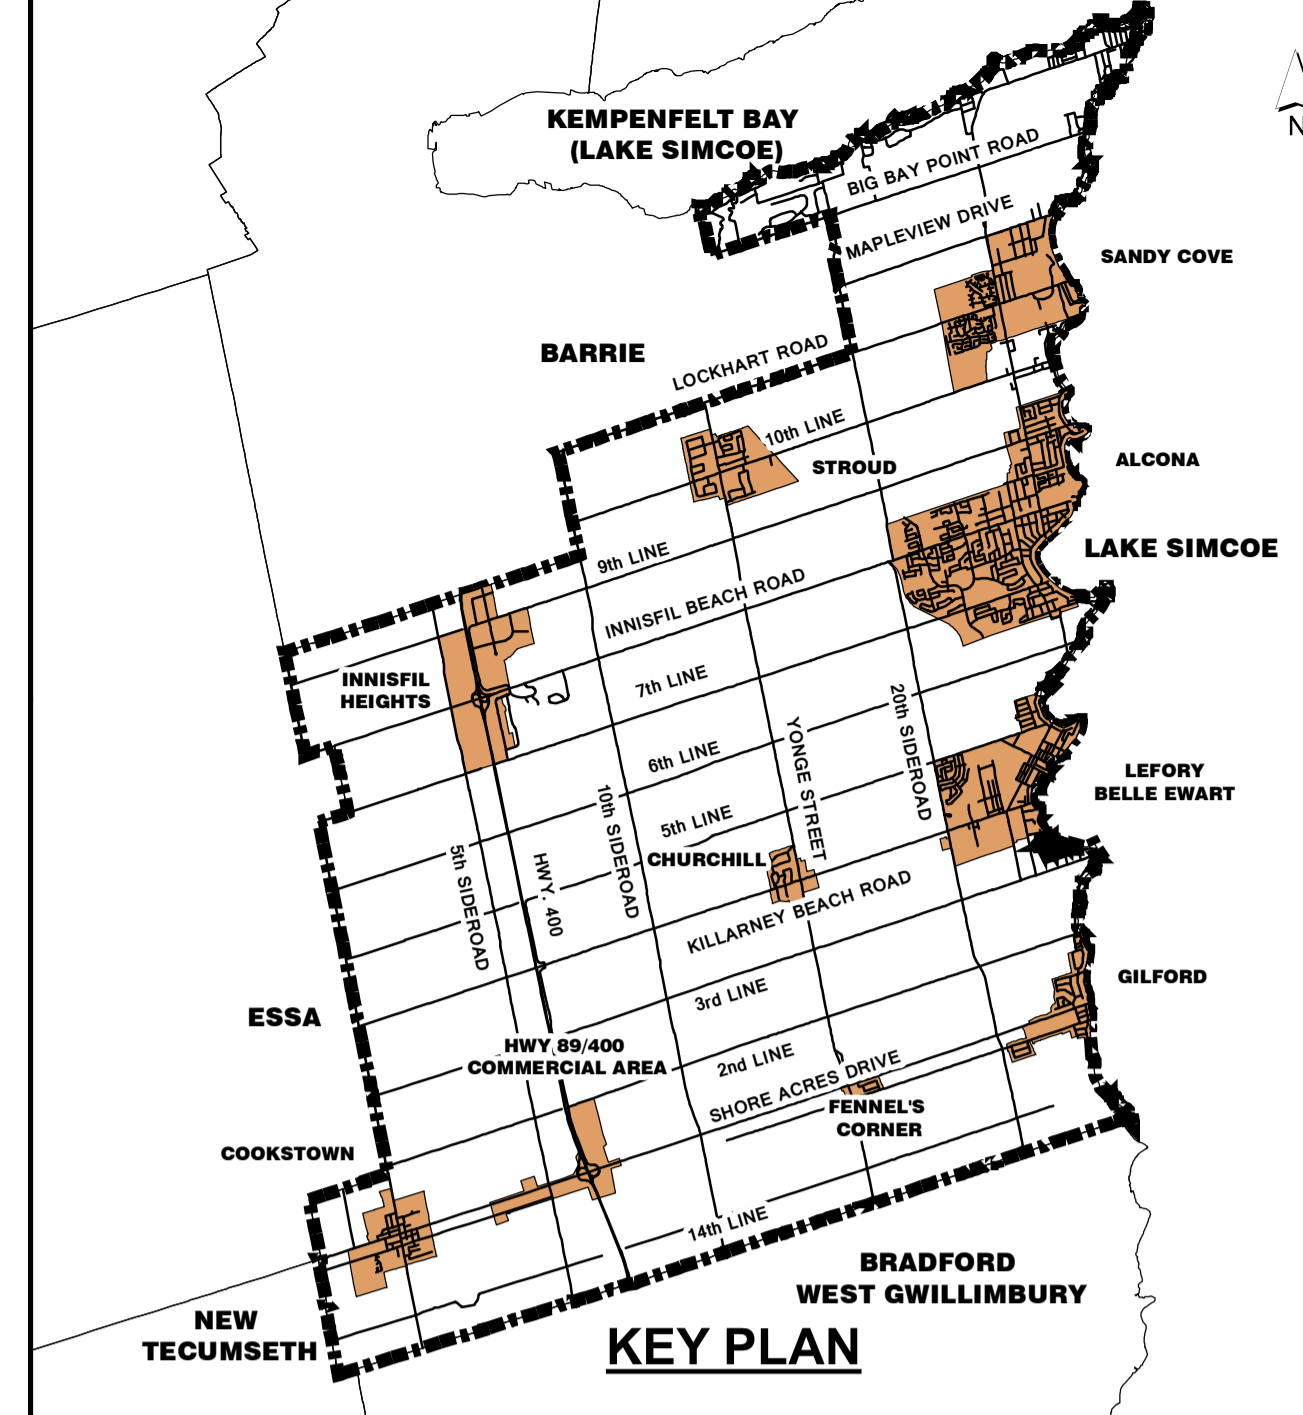 KEMPENFELT BAY
(LAKE SIMCOE)
N
BIG BAY POINT ROAD
MAPLEVIEW DRIVE
SANDY COVE
BARRIE
LOCKHART ROAD
10th LINE
STROUD
ALCONA
9th LINE
LAKE SIMCOE
INNISFIL BEACH ROAD
INNISFIL
HEIGHTS
7th LINE
20th SIDEROAD
YONGE STREET
6th LINE
LEFORY
BELLE EWART
10th SIDEROAD
5th LINE
5th SIDEROAD
HWY. 400
CHURCHILL
KILLARNEY BEACH ROAD
3rd LINE
GILFORD
ESSA
HWY 89/400
COMMERCIAL AREA
2nd LINE
SHORE ACRES DRIVE
FENNEL'S
CORNER
COOKSTOWN
14th LINE
BRADFORD
WEST GWILLIMBURY
NEW
TECUMSETH
KEY PLAN